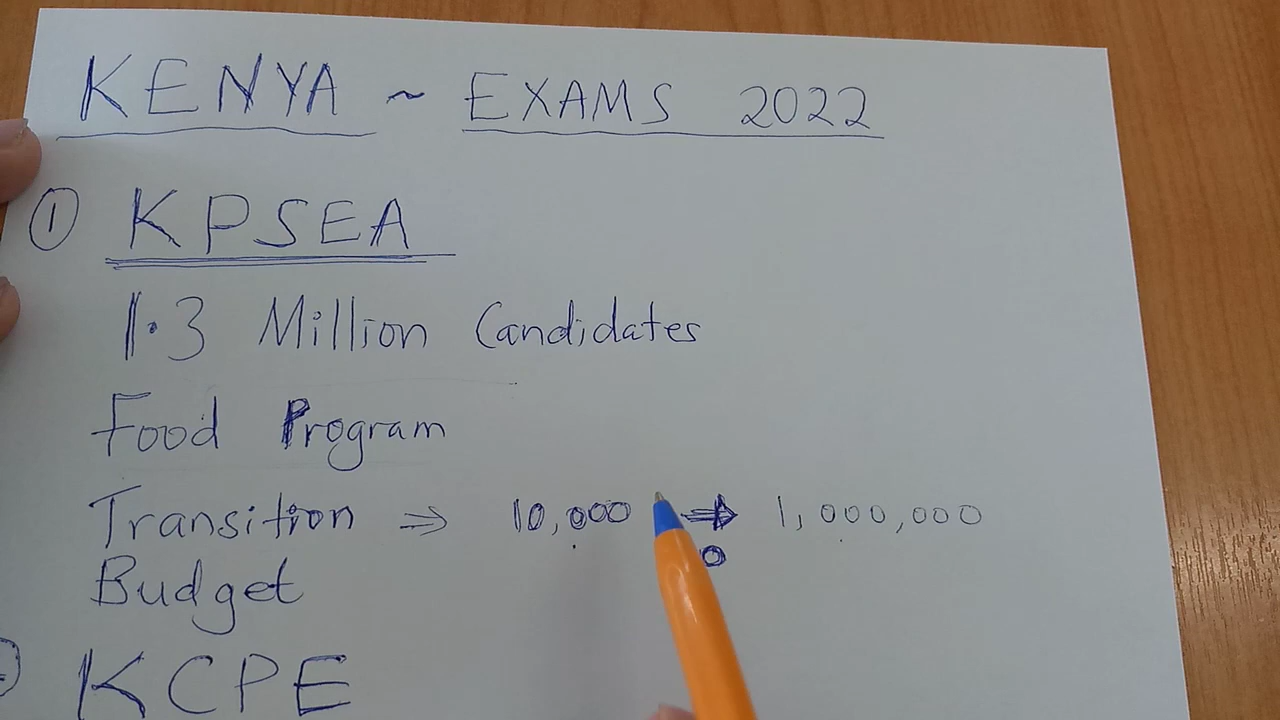 KENYA ~ EXAMS 2022
① KPSEA
1.3 Million Candidates
Food Program
Transition ⇒ 10,000 ⇒ 1,000,000
Budget
KCPE